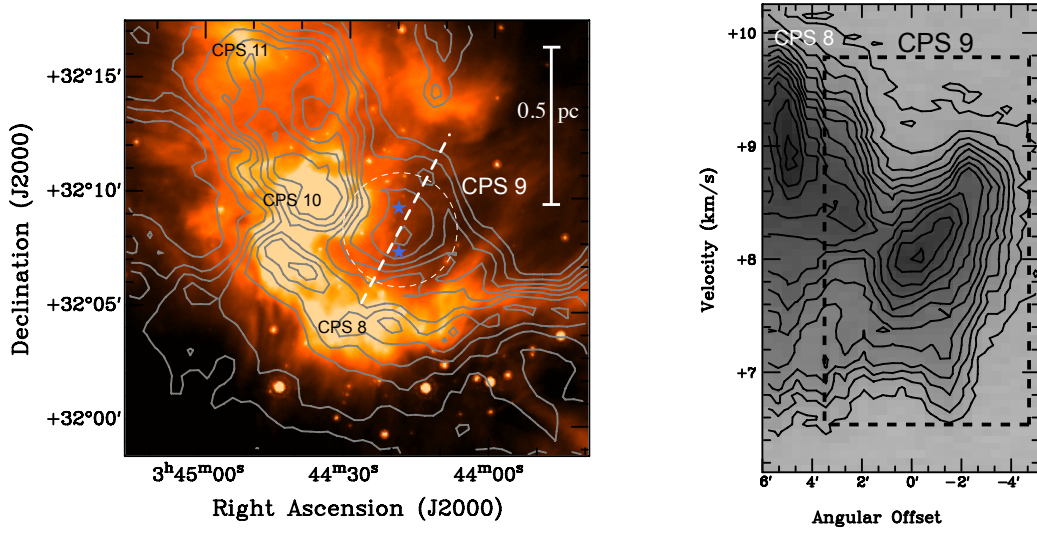 CPS 11
+32°15′
0.5 pc
+32°10′
CPS 9
CPS 10
+32°05′
CPS 8
+32°00′
Declination (J2000)
3ʰ45ᵐ00ˢ 44ᵐ30ˢ 44ᵐ00ˢ
Right Ascension (J2000)
+10
CPS 8
CPS 9
+9
+8
+7
Velocity (km/s)
6′ 4′ 2′ 0′ −2′ −4′
Angular Offset